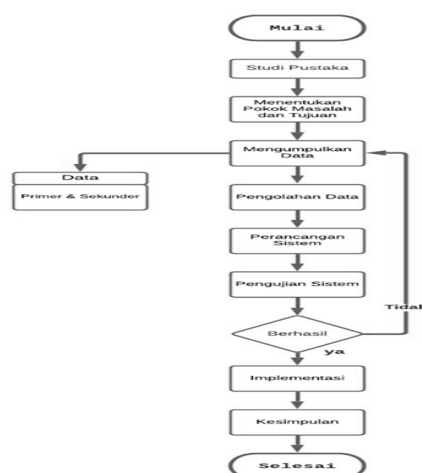 Mulai
Studi Pustaka
Menentukan
Pokok Masalah
dan Tujuan
Mengumpulkan
Data
Data
Primer & Sekunder
Pengolahan Data
Perancangan
Sistem
Pengujian Sistem
Berhasil
Tidak
ya
Implementasi
Kesimpulan
Selesai